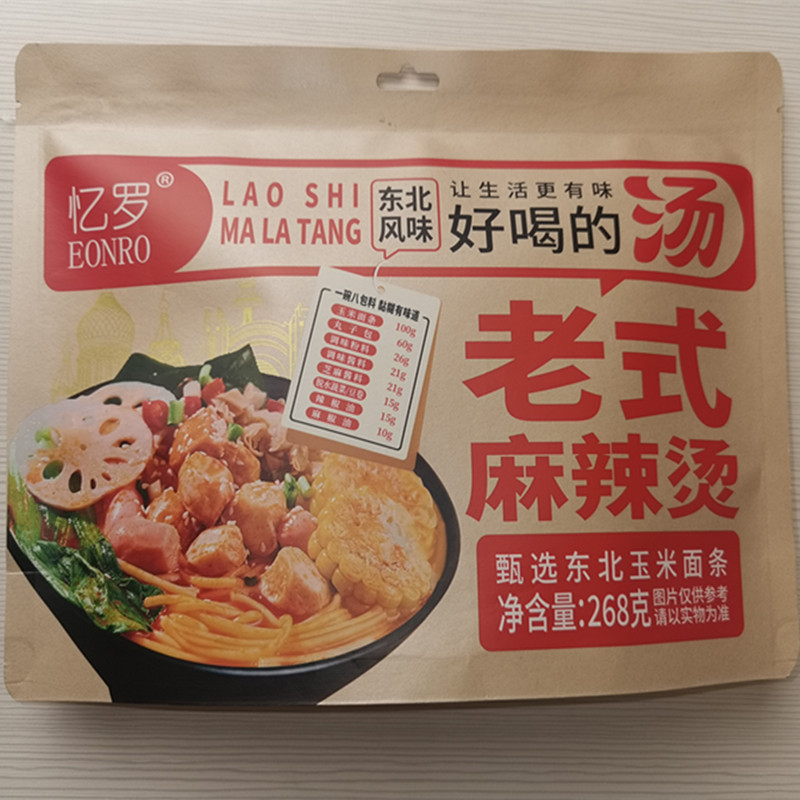 忆罗®
EONRO
LAO SHI
MA LA TANG
东北
风味
让生活更有味
好喝的汤
一碗八包料 黏糊有味道
玉米面条 100g
丸子包 60g
调味粉料 26g
调味酱料 21g
芝麻酱料 21g
脱水蔬菜/豆卷 15g
辣椒油 15g
麻椒油 10g
老式
麻辣烫
甄选东北玉米面条
净含量:268克
图片仅供参考
请以实物为准